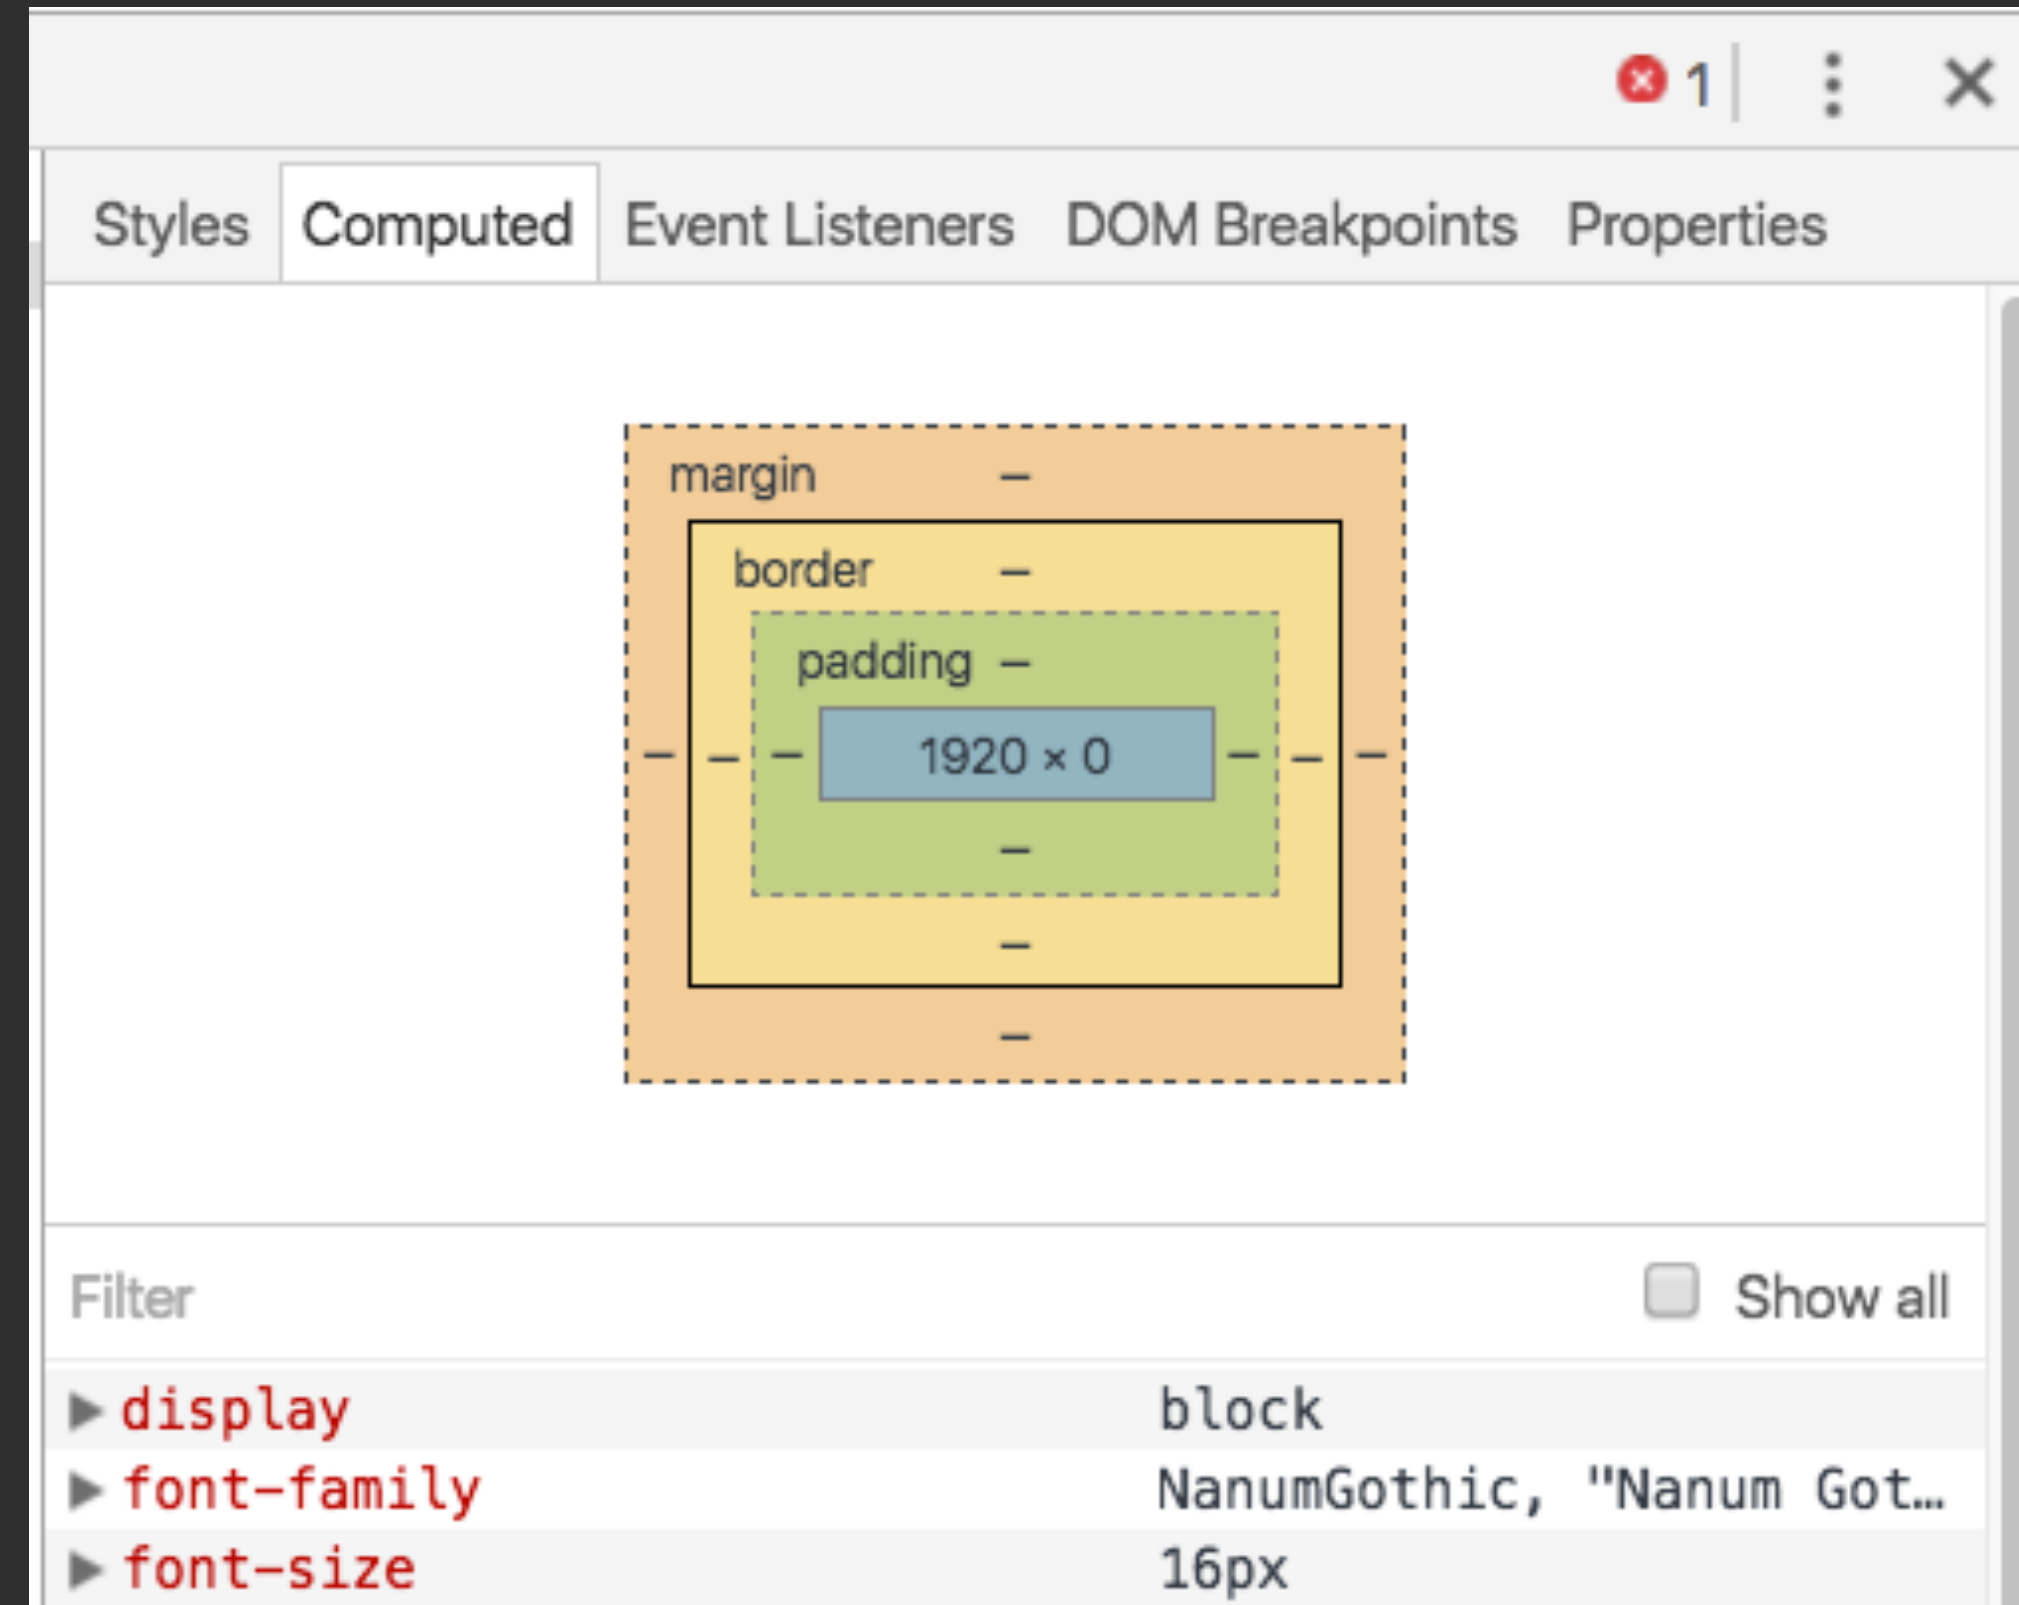 1
Styles Computed Event Listeners DOM Breakpoints Properties
margin –
border –
padding –
– – – 1920 × 0 – – –
–
–
–
Filter Show all
display block
font-family NanumGothic, "Nanum Got…
font-size 16px